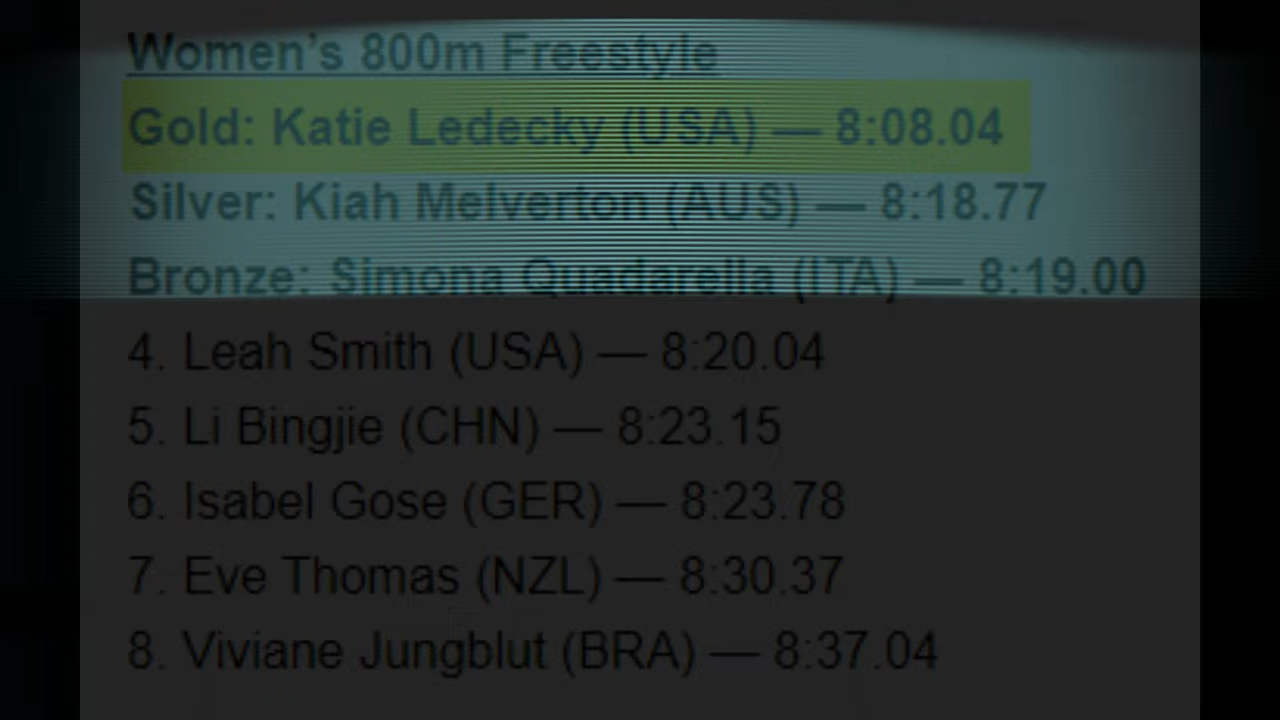 Women’s 800m Freestyle
Gold: Katie Ledecky (USA) — 8:08.04
Silver: Kiah Melverton (AUS) — 8:18.77
Bronze: Simona Quadarella (ITA) — 8:19.00
4. Leah Smith (USA) — 8:20.04
5. Li Bingjie (CHN) — 8:23.15
6. Isabel Gose (GER) — 8:23.78
7. Eve Thomas (NZL) — 8:30.37
8. Viviane Jungblut (BRA) — 8:37.04